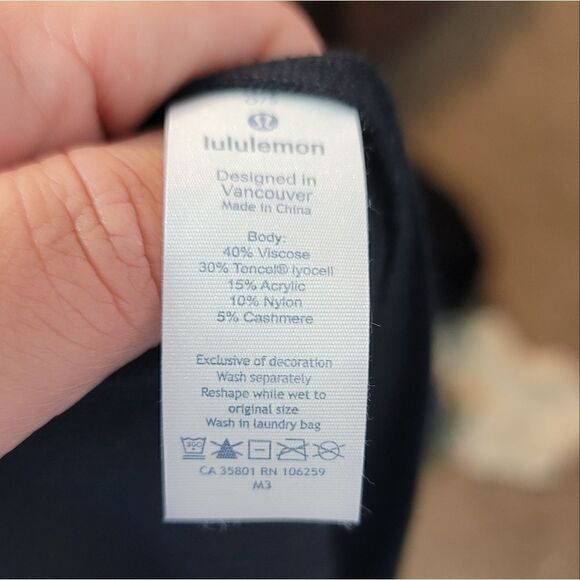 lululemon
Designed in
Vancouver
Made in China
Body:
40% Viscose
30% Tencel® lyocell
15% Acrylic
10% Nylon
5% Cashmere
Exclusive of decoration
Wash separately
Reshape while wet to
original size
Wash in laundry bag
30C
CA 35801 RN 106259
M3